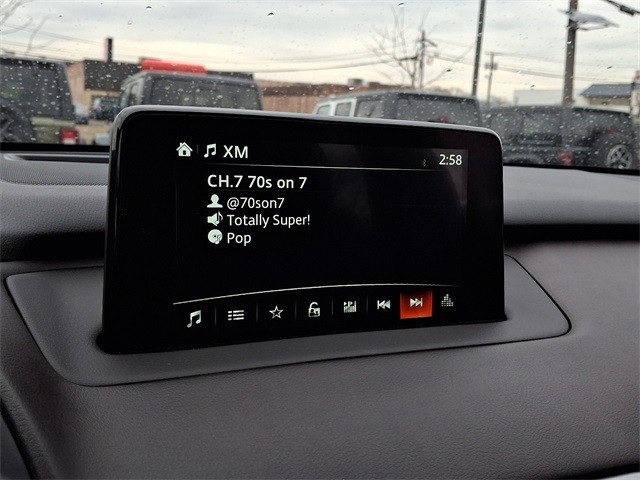 XM
2:58
CH.7 70s on 7
@70son7
Totally Super!
Pop